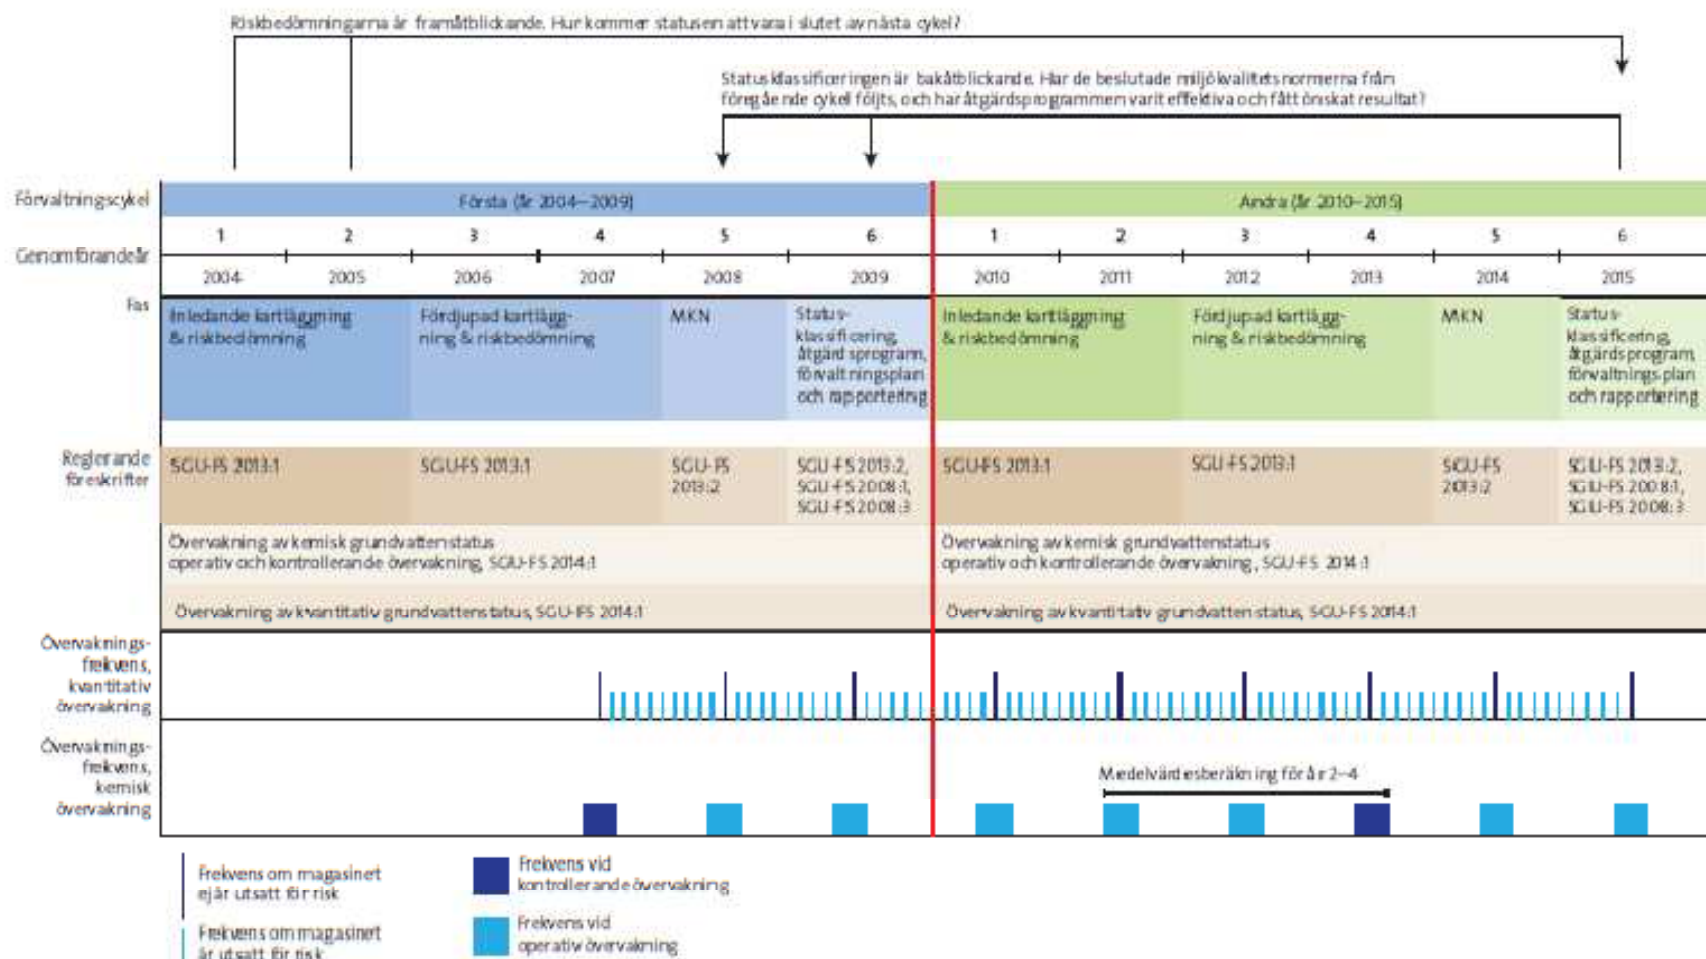 Riskbedömningarna är framåtblickande. Hur kommer statusen att vara i slutet av nästa cykel?
Statusklassificeringen är bakåtblickande. Har de beslutade miljökvalitetsnormerna från
föregående cykel följts, och har åtgärdsprogrammen varit effektiva och fått önskat resultat?
Förvaltningscykel
Första (år 2004–2009)
Andra (år 2010–2015)
1 2 3 4 5 6 1 2 3 4 5 6
Genomförandeår
2004 2005 2006 2007 2008 2009 2010 2011 2012 2013 2014 2015
Fas
Inledande kartläggning
& riskbedömning
Fördjupad kartlägg-
ning & riskbedömning
MKN
Status-
klassificering,
åtgärdsprogram,
förvaltningsplan
och rapportering
Inledande kartläggning
& riskbedömning
Fördjupad kartlägg-
ning & riskbedömning
MKN
Status-
klassificering,
åtgärdsprogram,
förvaltningsplan
och rapportering
Reglerande
föreskrifter
SGU-FS 2013:1
SGU-FS 2013:1
SGU-FS
2013:2
SGU-FS 2013:2,
SGU-FS 2008:1,
SGU-FS 2008:3
SGU-FS 2013:1
SGU-FS 2013:1
SGU-FS
2013:2
SGU-FS 2013:2,
SGU-FS 2008:1,
SGU-FS 2008:3
Övervakning av kemisk grundvattenstatus
operativ och kontrollerande övervakning, SGU-FS 2014:1
Övervakning av kemisk grundvattenstatus
operativ och kontrollerande övervakning, SGU-FS 2014:1
Övervakning av kvantitativ grundvattenstatus, SGU-FS 2014:1
Övervakning av kvantitativ grundvattenstatus, SGU-FS 2014:1
Övervaknings-
frekvens,
kvantitativ
övervakning
Övervaknings-
frekvens,
kemisk
övervakning
Medelvärdesberäkning för år 2–4
Frekvens om magasinet
ej är utsatt för risk
Frekvens om magasinet
är utsatt för risk
Frekvens vid
kontrollerande övervakning
Frekvens vid
operativ övervakning